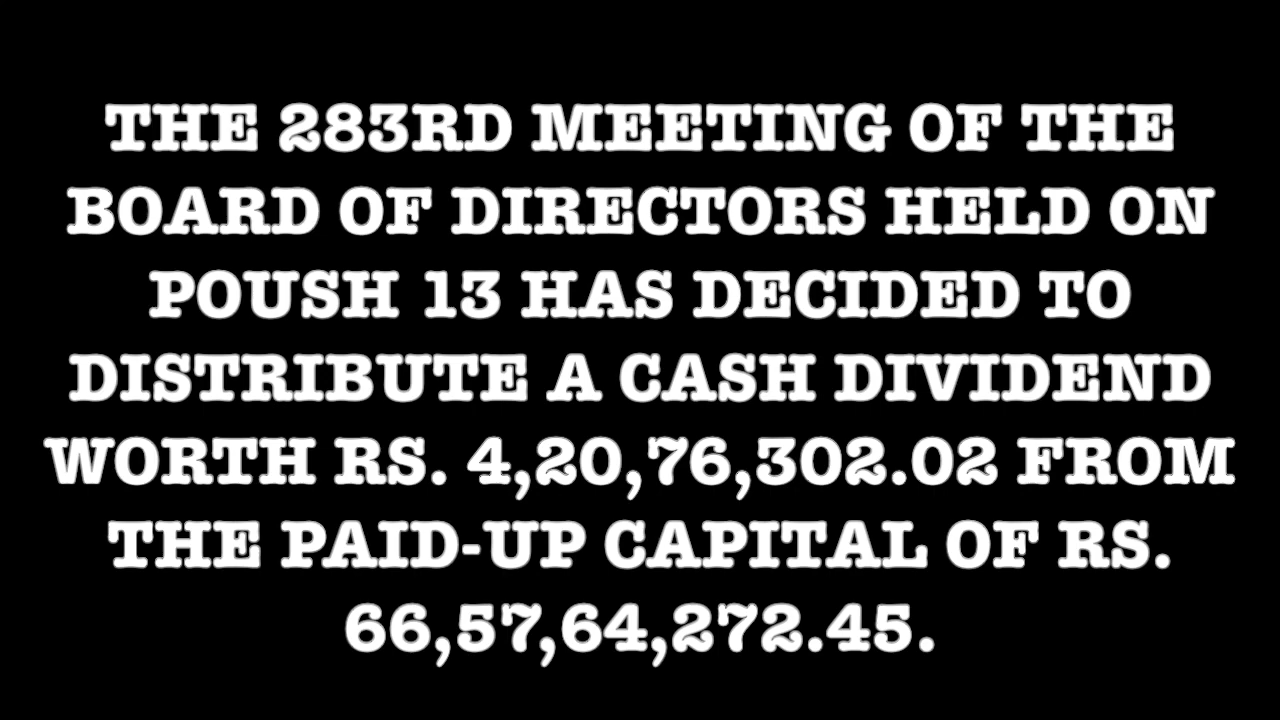 THE 283RD MEETING OF THE
BOARD OF DIRECTORS HELD ON
POUSH 13 HAS DECIDED TO
DISTRIBUTE A CASH DIVIDEND
WORTH RS. 4,20,76,302.02 FROM
THE PAID-UP CAPITAL OF RS.
66,57,64,272.45.